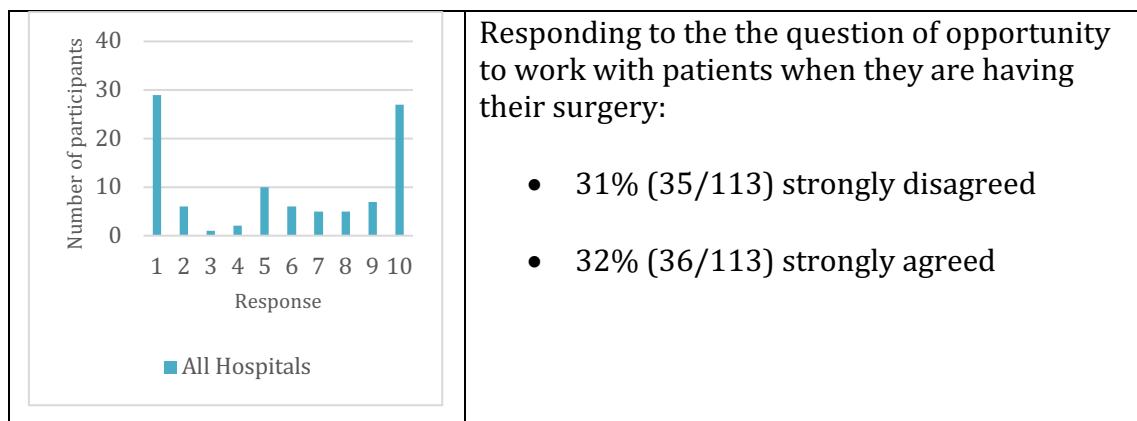 40
30
20
10
0
Number of participants
1 2 3 4 5 6 7 8 9 10
Response
All Hospitals
Responding to the the question of opportunity
to work with patients when they are having
their surgery:
• 31% (35/113) strongly disagreed
• 32% (36/113) strongly agreed